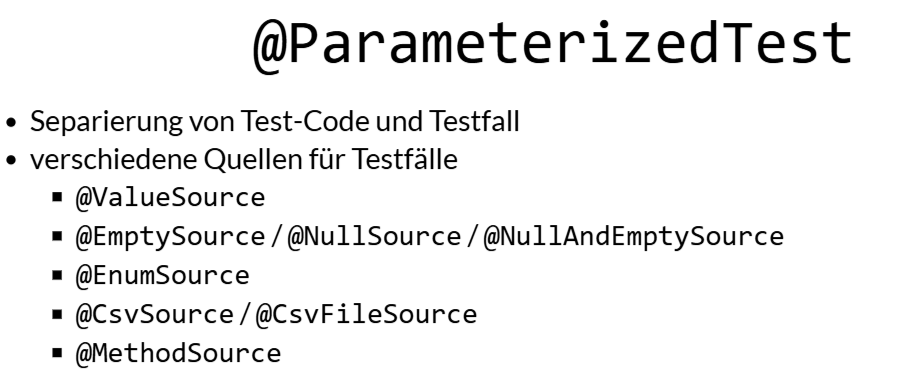 @ParameterizedTest
• Separierung von Test-Code und Testfall
• verschiedene Quellen für Testfälle
▪ @ValueSource
▪ @EmptySource/@NullSource/@NullAndEmptySource
▪ @EnumSource
▪ @CsvSource/@CsvFileSource
▪ @MethodSource